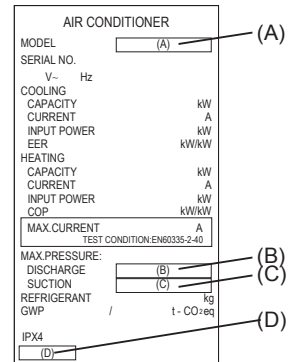 AIR CONDITIONER
MODEL (A) (A)
SERIAL NO.
V~ Hz
COOLING
CAPACITY kW
CURRENT A
INPUT POWER kW
EER kW/kW
HEATING
CAPACITY kW
CURRENT A
INPUT POWER kW
COP kW/kW
MAX.CURRENT A
TEST CONDITION:EN60335-2-40
MAX.PRESSURE:
DISCHARGE (B) (B)
SUCTION (C) (C)
REFRIGERANT kg
GWP / t - CO2eq
(D)
IPX4
(D)